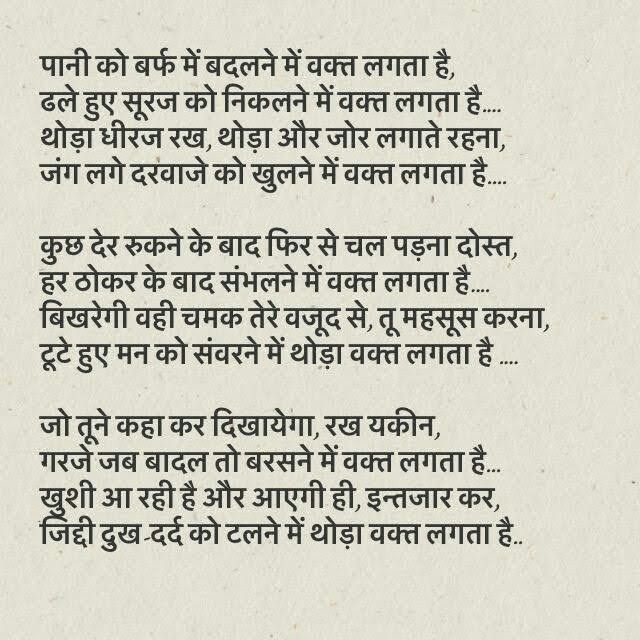 पानी को बर्फ में बदलने में वक्त लगता है,
ढले हुए सूरज को निकलने में वक्त लगता है....
थोड़ा धीरज रख, थोड़ा और जोर लगाते रहना,
जंग लगे दरवाजे को खुलने में वक्त लगता है....
कुछ देर रुकने के बाद फिर से चल पड़ना दोस्त,
हर ठोकर के बाद संभलने में वक्त लगता है....
बिखरेगी वही चमक तेरे वजूद से, तू महसूस करना,
टूटे हुए मन को संवरने में थोड़ा वक्त लगता है ....
जो तूने कहा कर दिखायेगा, रख यकीन,
गरजे जब बादल तो बरसने में वक्त लगता है...
खुशी आ रही है और आएगी ही, इन्तजार कर,
जिद्दी दुख-दर्द को टलने में थोड़ा वक्त लगता है..